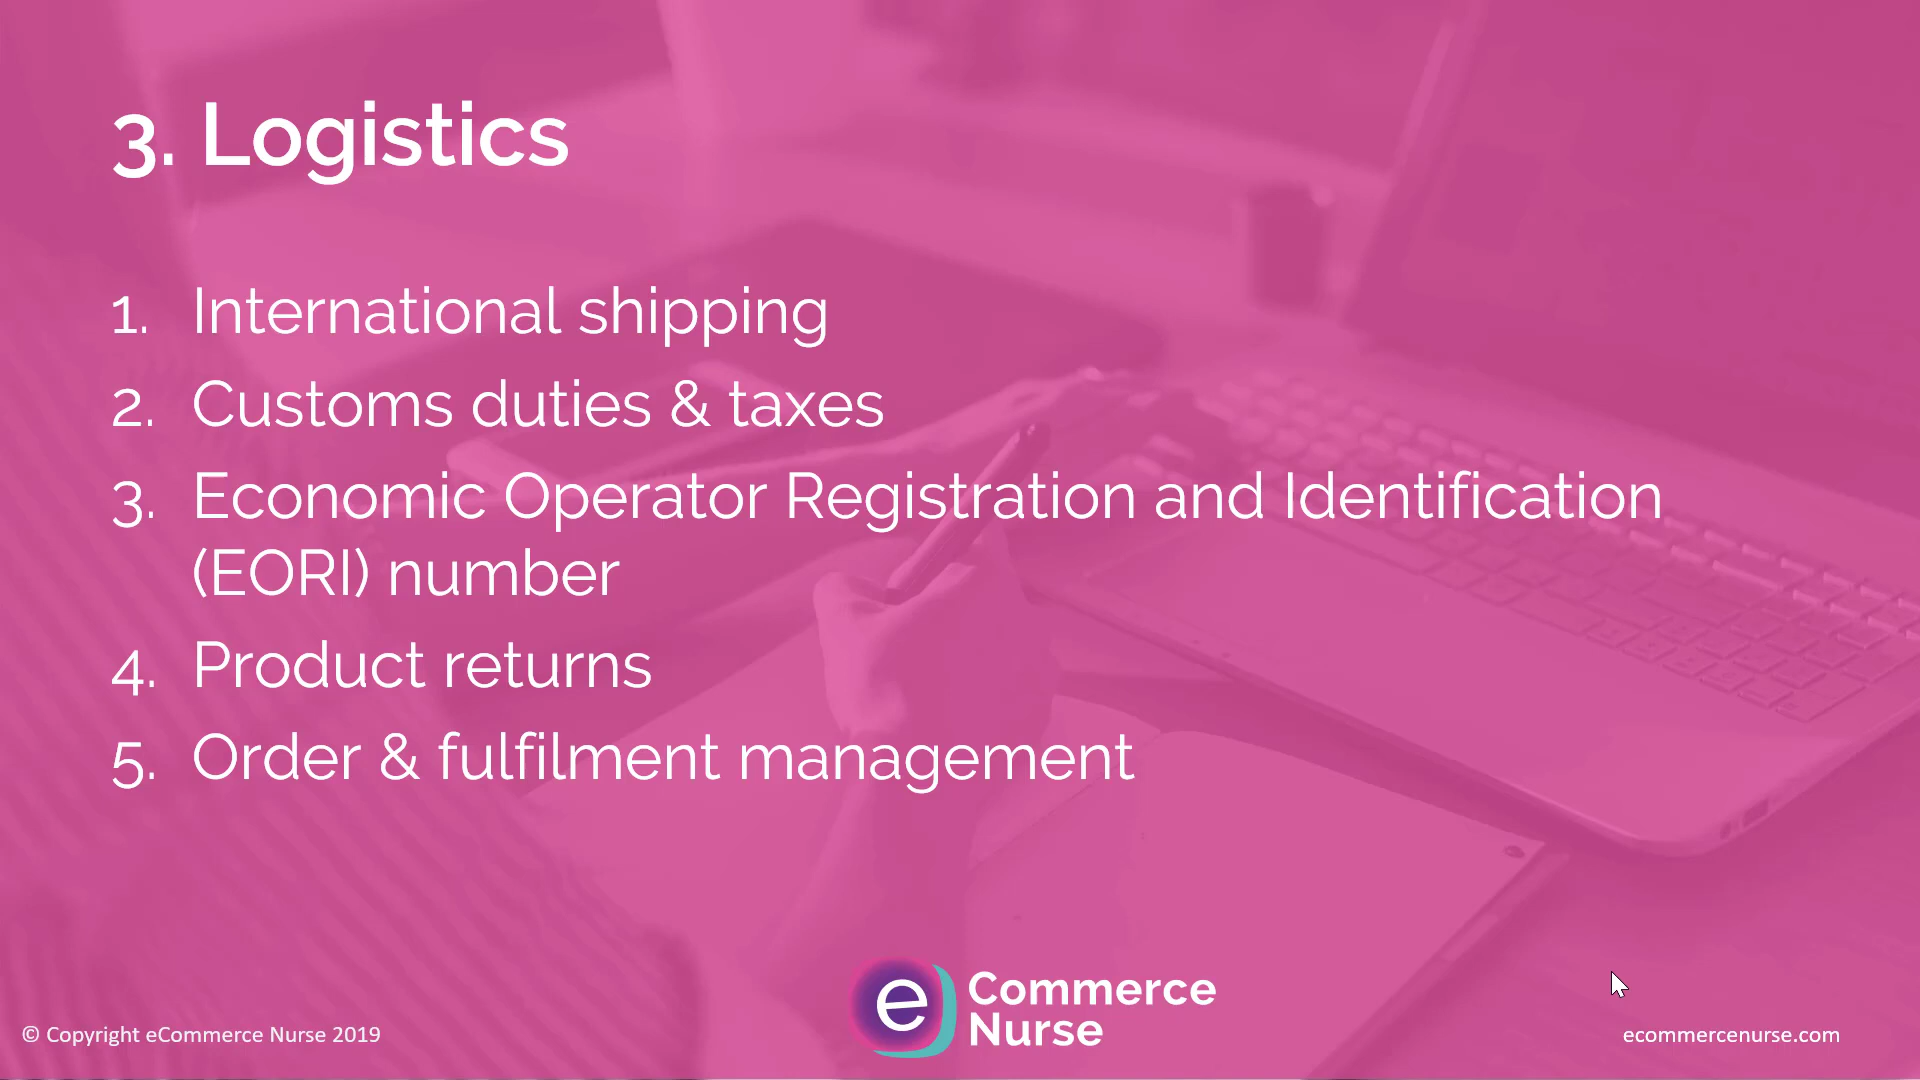 3. Logistics
1. International shipping
2. Customs duties & taxes
3. Economic Operator Registration and Identification
(EORI) number
4. Product returns
5. Order & fulfilment management
e Commerce
Nurse
© Copyright eCommerce Nurse 2019
ecommercenurse.com